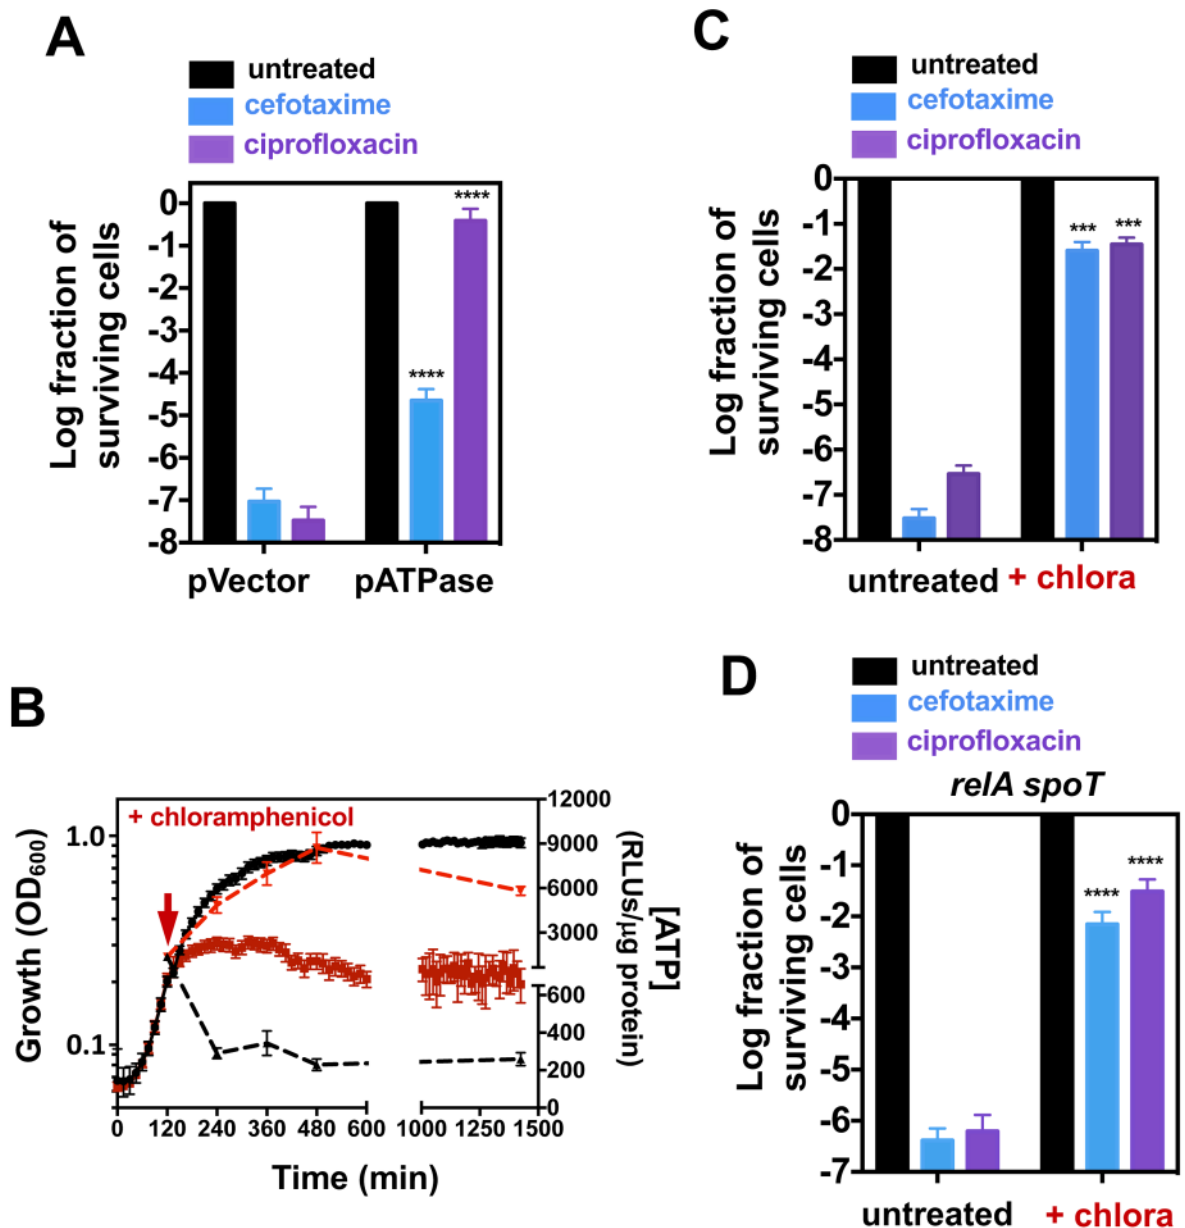 A
untreated
cefotaxime
ciprofloxacin
Log fraction of
surviving cells
0
-1
-2
-3
-4
-5
-6
-7
-8
****
****
pVector
pATPase
B
+ chloramphenicol
Growth (OD600)
1.0
0.1
12000
9000
6000
3000
600
400
200
0
[ATP]
(RLUs/µg protein)
0 120 240 360 480 600 1000 1250 1500
Time (min)
C
untreated
cefotaxime
ciprofloxacin
Log fraction of
surviving cells
0
-1
-2
-3
-4
-5
-6
-7
-8
***
***
untreated
+ chlora
D
untreated
cefotaxime
ciprofloxacin
relA spoT
Log fraction of
surviving cells
0
-1
-2
-3
-4
-5
-6
-7
****
****
untreated
+ chlora